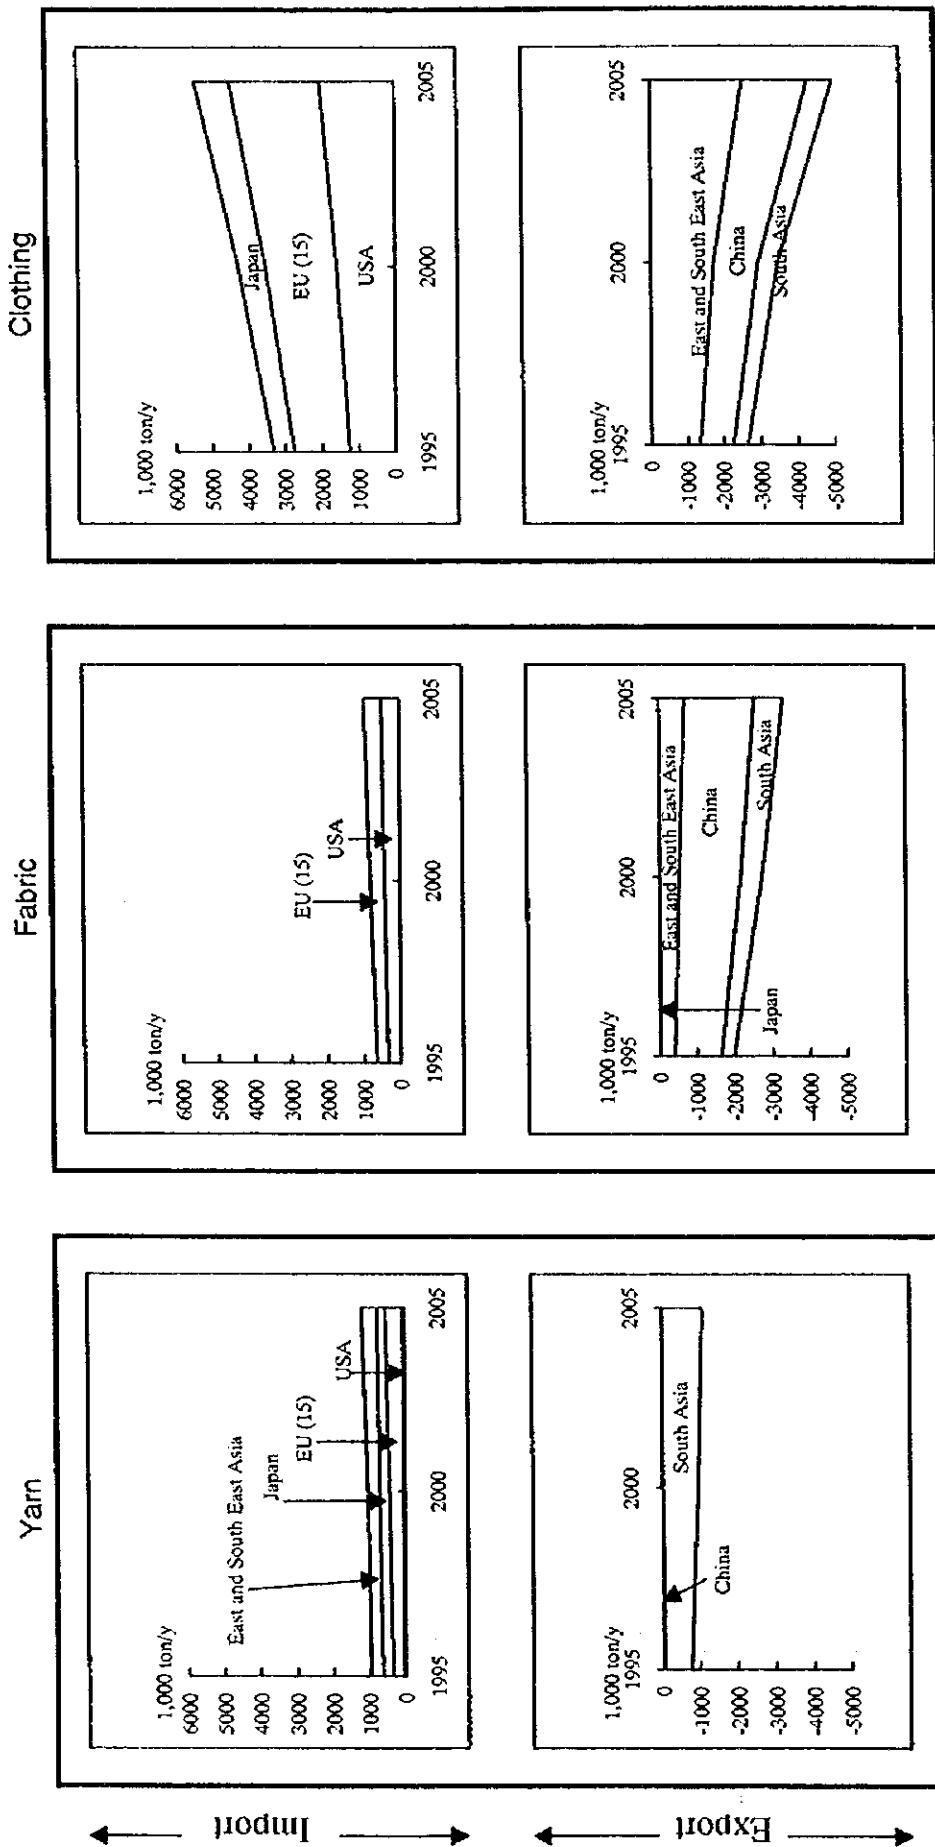 Yarn
Fabric
Clothing
Import
1,000 ton/y
6000
5000
4000
3000
2000
1000
0
1995
2000
2005
East and South East Asia
Japan
EU (15)
USA
1,000 ton/y
6000
5000
4000
3000
2000
1000
0
1995
2000
2005
EU (15)
USA
1,000 ton/y
6000
5000
4000
3000
2000
1000
0
1995
2000
2005
Japan
EU (15)
USA
Export
1,000 ton/y
1995
2000
2005
0
-1000
-2000
-3000
-4000
-5000
China
South Asia
1,000 ton/y
1995
2000
2005
0
-1000
-2000
-3000
-4000
-5000
East and South East Asia
China
South Asia
Japan
1,000 ton/y
1995
2000
2005
0
-1000
-2000
-3000
-4000
-5000
East and South East Asia
China
South Asia